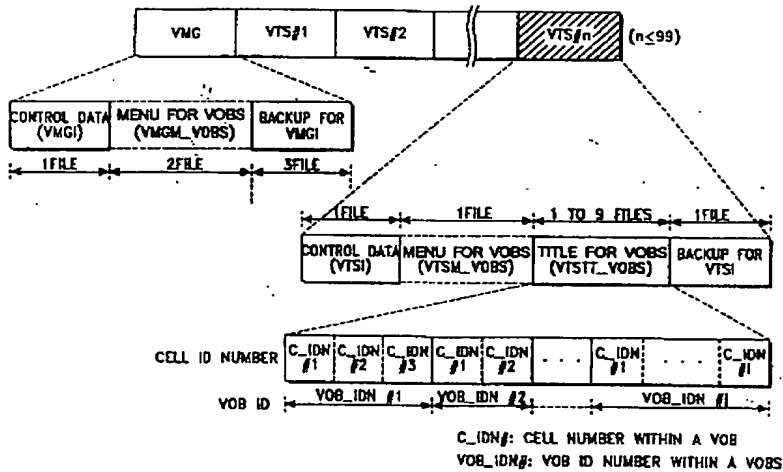 VMG VTS#1 VTS#2 VTS#n (n≤99)
CONTROL DATA (VMGI)
MENU FOR VOBS (VMGM_VOBS)
BACKUP FOR VMGI
1FILE 2FILE 3FILE
1FILE 1FILE 1 TO 9 FILES 1FILE
CONTROL DATA (VTSI)
MENU FOR VOBS (VTSM_VOBS)
TITLE FOR VOBS (VTSTT_VOBS)
BACKUP FOR VTSI
CELL ID NUMBER C_IDN #1 C_IDN #2 C_IDN #3 C_IDN #1 C_IDN #2 . . . C_IDN #1 . . . C_IDN #I
VOB ID VOB_IDN #1 VOB_IDN #2 VOB_IDN #I
C_IDN#: CELL NUMBER WITHIN A VOB
VOB_IDN#: VOB ID NUMBER WITHIN A VOBS